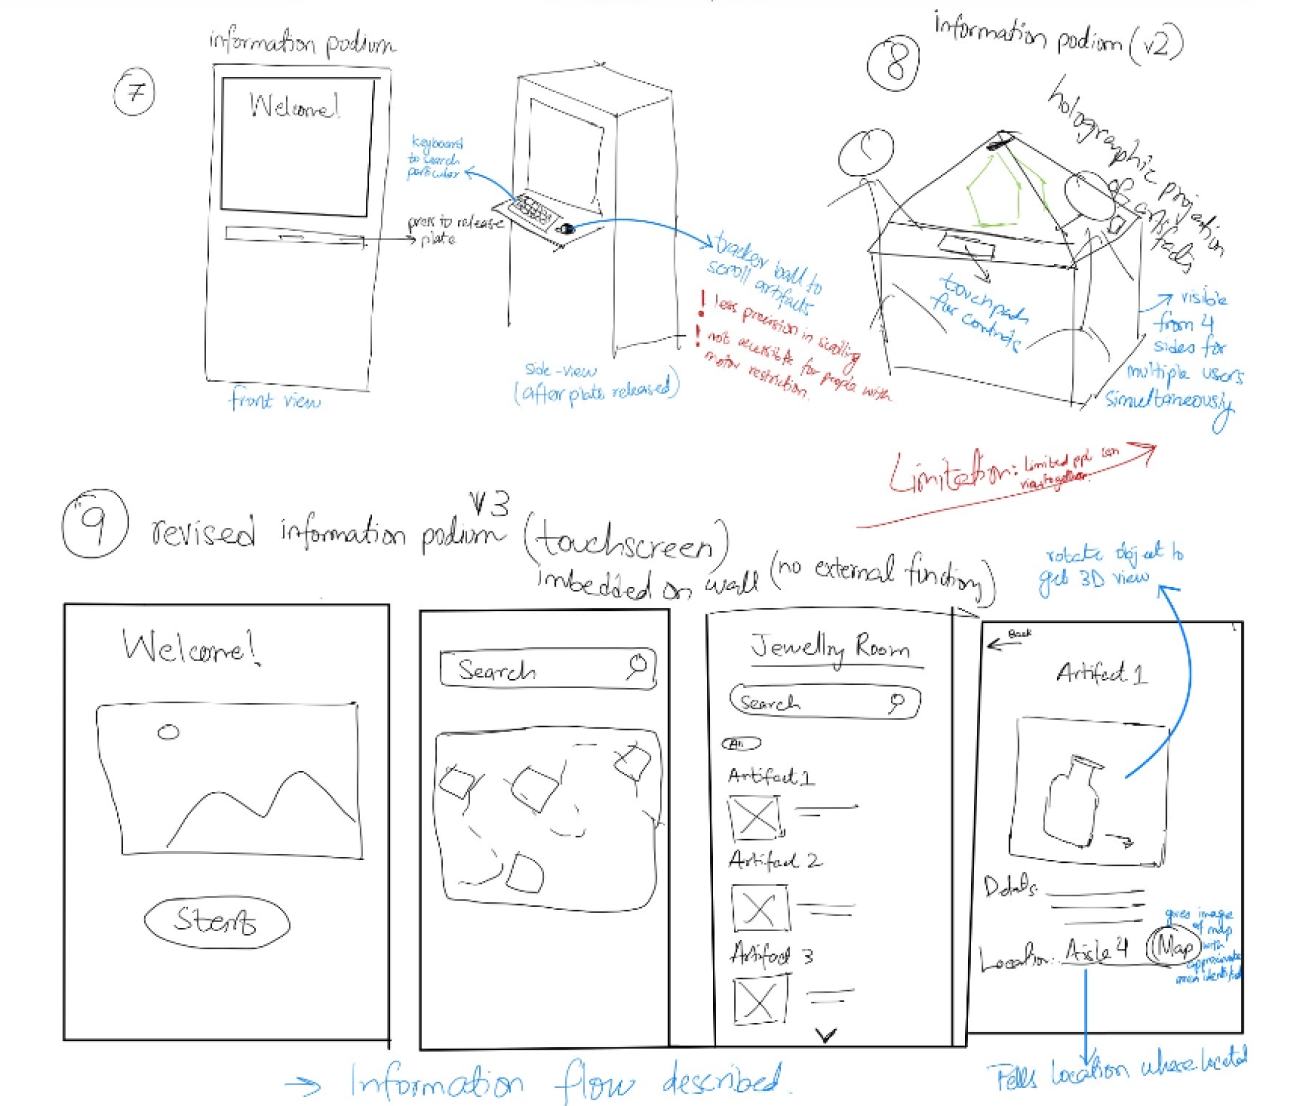 7
information podium
Welcome!
press to release
plate
front view
keyboard
to search
particular
tracker ball to
scroll artifacts
! less precision in scrolling
! not accessible for people with
motor restriction.
side-view
(after plate released)
8
information podium (v2)
holographic projection
of artifacts
touchpad
for controls
visible
from 4
sides for
multiple users
simultaneously
Limitation: Limited ppl can
view together.
9
revised information podium v3 (touchscreen)
imbedded on wall (no external functions)
Welcome!
Start
Search
Jewellry Room
Search
All
Artifact 1
Artifact 2
Artifact 3
rotate object to
get 3D view
Back
Artifact 1
Details:
Location: Aisle 4 Map
gives image
of map
with
approximate
area identified
Tells Location where located
→ Information flow described.